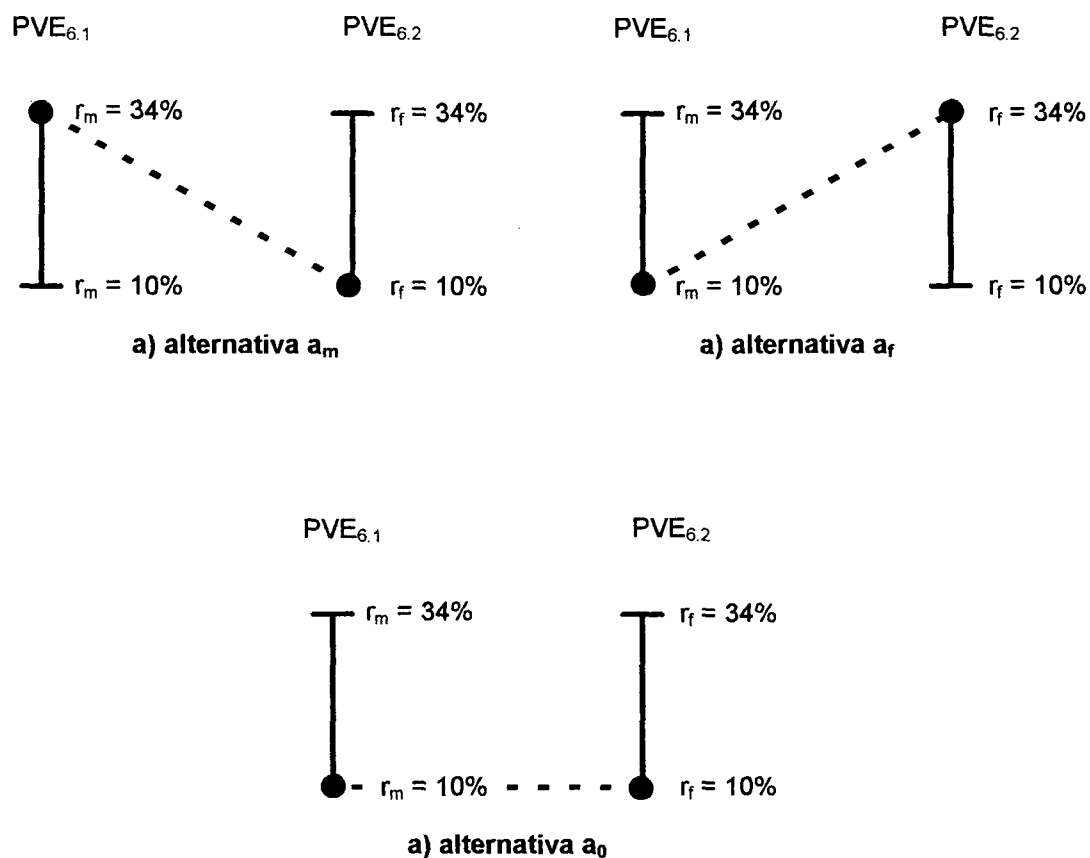 PVE6.1 PVE6.2 PVE6.1 PVE6.2
rm = 34% rf = 34% rm = 34% rf = 34%
rm = 10% rf = 10% rm = 10% rf = 10%
a) alternativa am a) alternativa af
PVE6.1 PVE6.2
rm = 34% rf = 34%
rm = 10% rf = 10%
a) alternativa a0